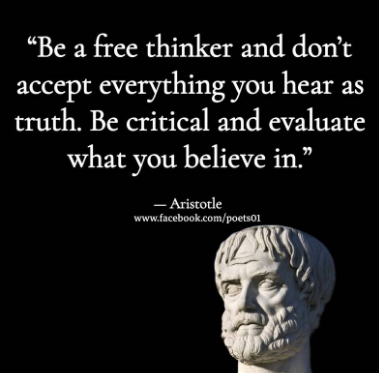 “Be a free thinker and don’t
accept everything you hear as
truth. Be critical and evaluate
what you believe in.”
— Aristotle
www.facebook.com/poets01